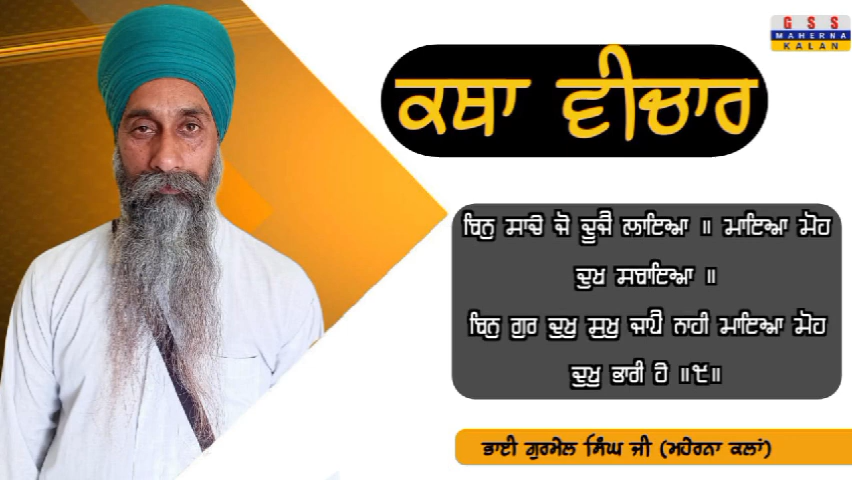 GSS
MAHERNA
KALAN
ਕਥਾ ਵੀਚਾਰ
ਬਿਨੁ ਸਾਚੇ ਜੋ ਦੂਜੈ ਲਾਇਆ ॥ ਮਾਇਆ ਮੋਹ
ਦੁਖ ਸਬਾਇਆ ॥
ਬਿਨੁ ਗੁਰ ਦੁਖੁ ਸੁਖੁ ਜਾਪੈ ਨਾਹੀ ਮਾਇਆ ਮੋਹ
ਦੁਖੁ ਭਾਰੀ ਹੇ ॥੯॥
ਭਾਈ ਗੁਰਮੇਲ ਸਿੰਘ ਜੀ (ਮਹੇਰਨਾ ਕਲਾਂ)